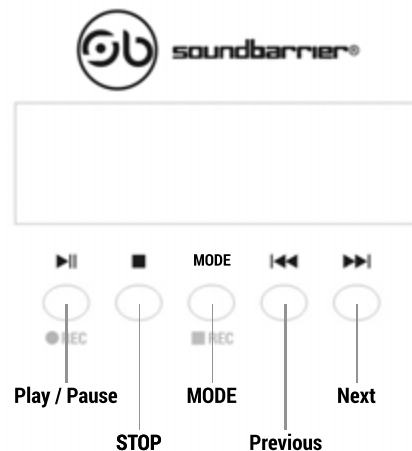 soundbarrier®
MODE
REC REC
Play / Pause MODE Next
STOP Previous